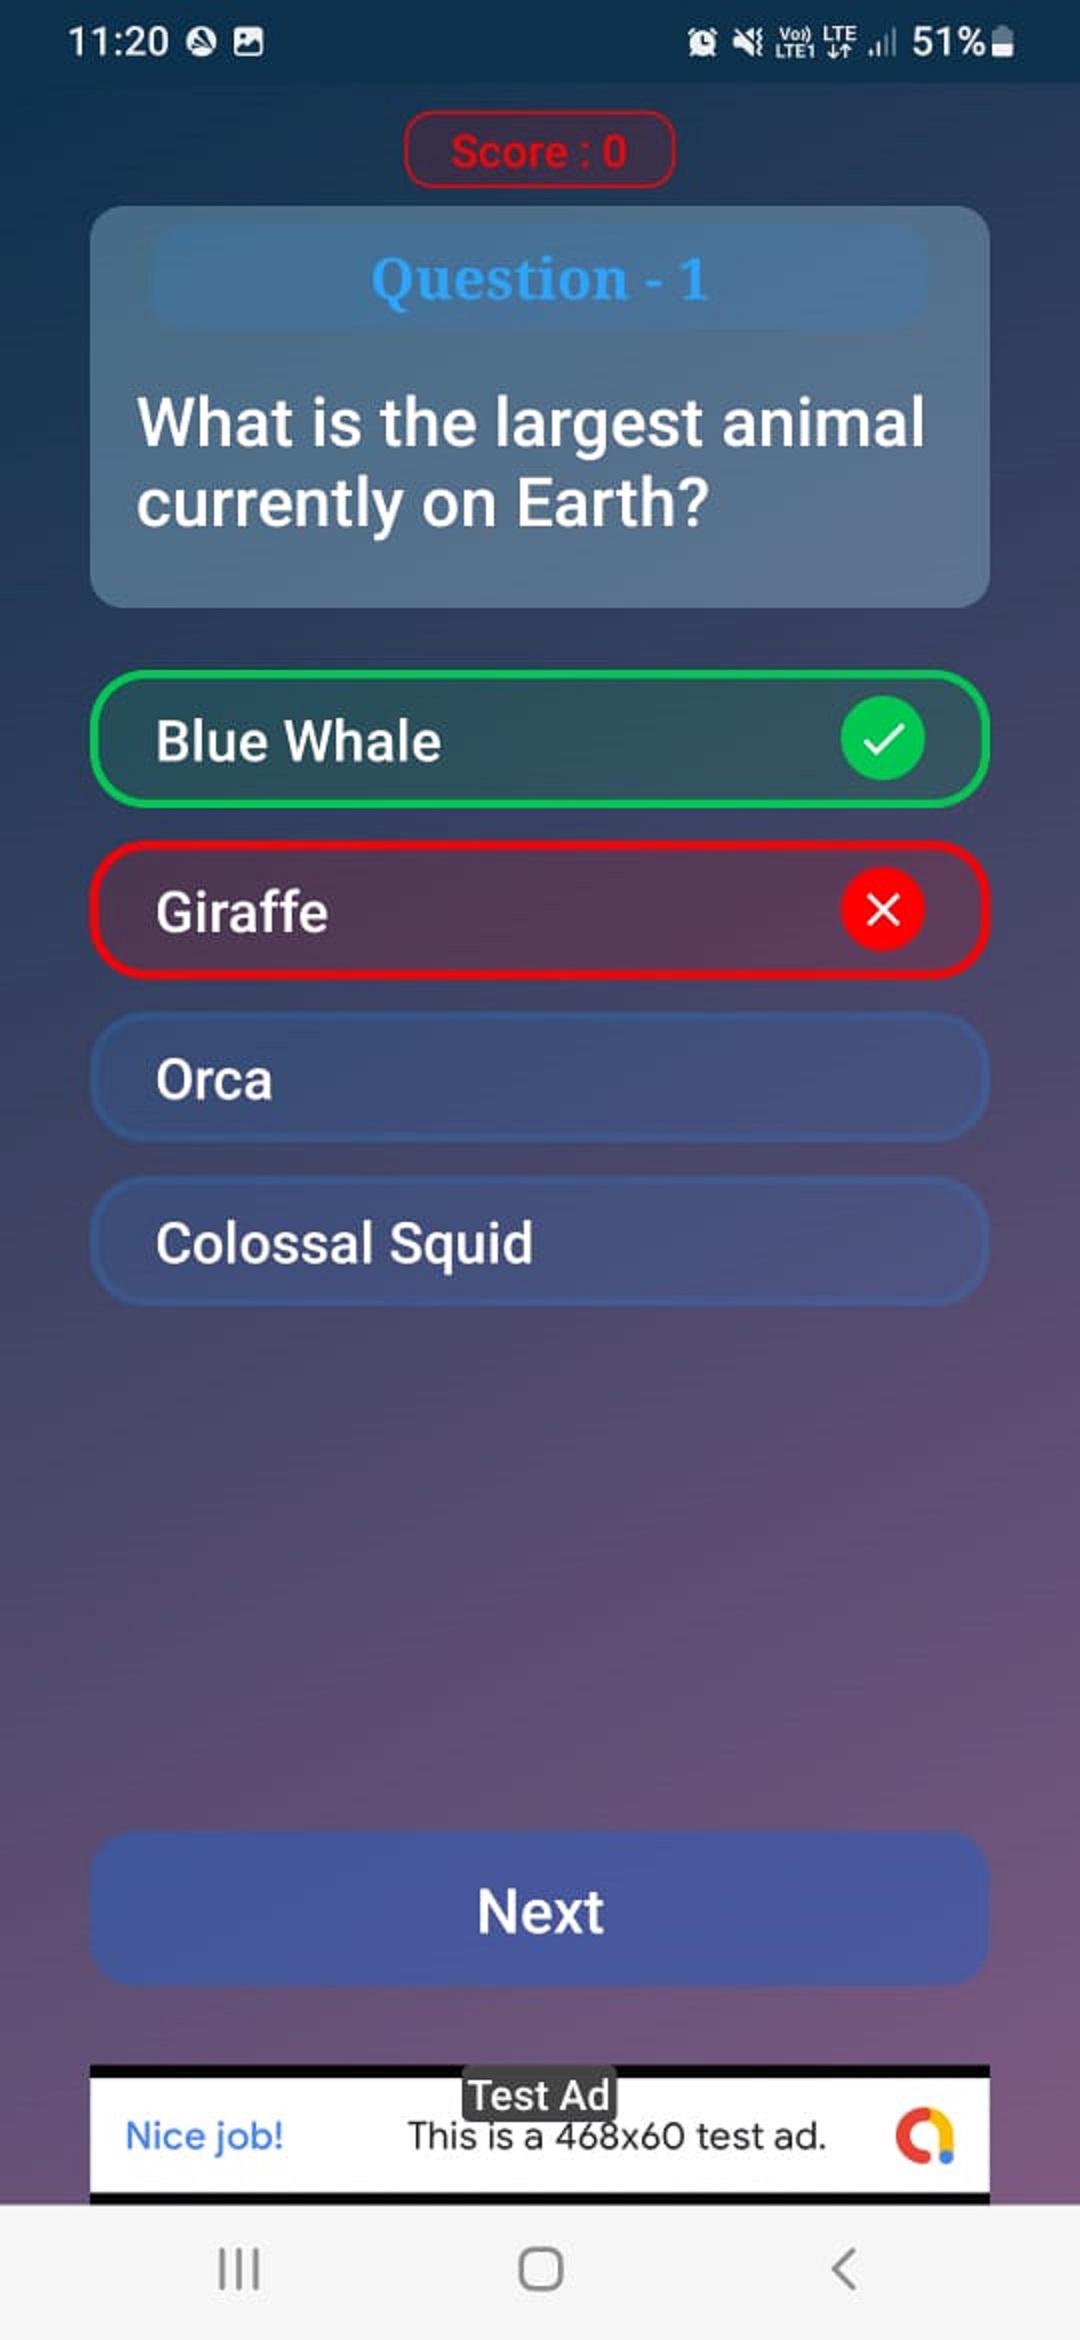 11:20 Vo)) LTE1 LTE 51%
Score : 0
Question - 1
What is the largest animal
currently on Earth?
Blue Whale
Giraffe
Orca
Colossal Squid
Next
Test Ad
Nice job! This is a 468x60 test ad.